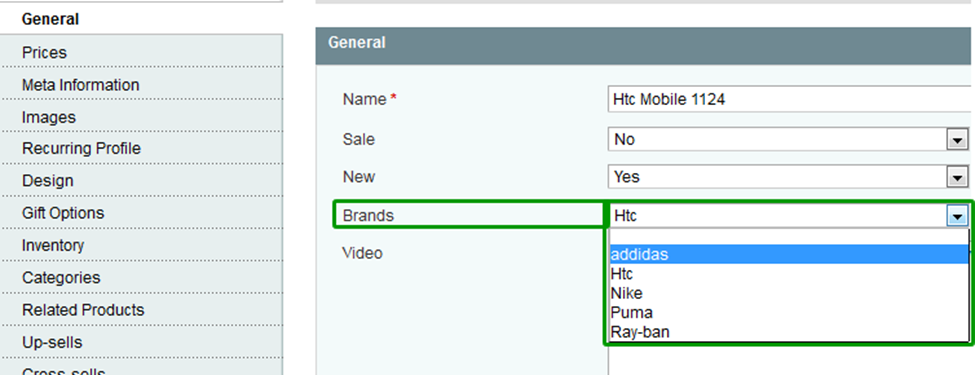 General
Prices
Meta Information
Images
Recurring Profile
Design
Gift Options
Inventory
Categories
Related Products
Up-sells
Cross-sells
General
Name *
Htc Mobile 1124
Sale
No
New
Yes
Brands
Htc
addidas
Htc
Nike
Puma
Ray-ban
Video